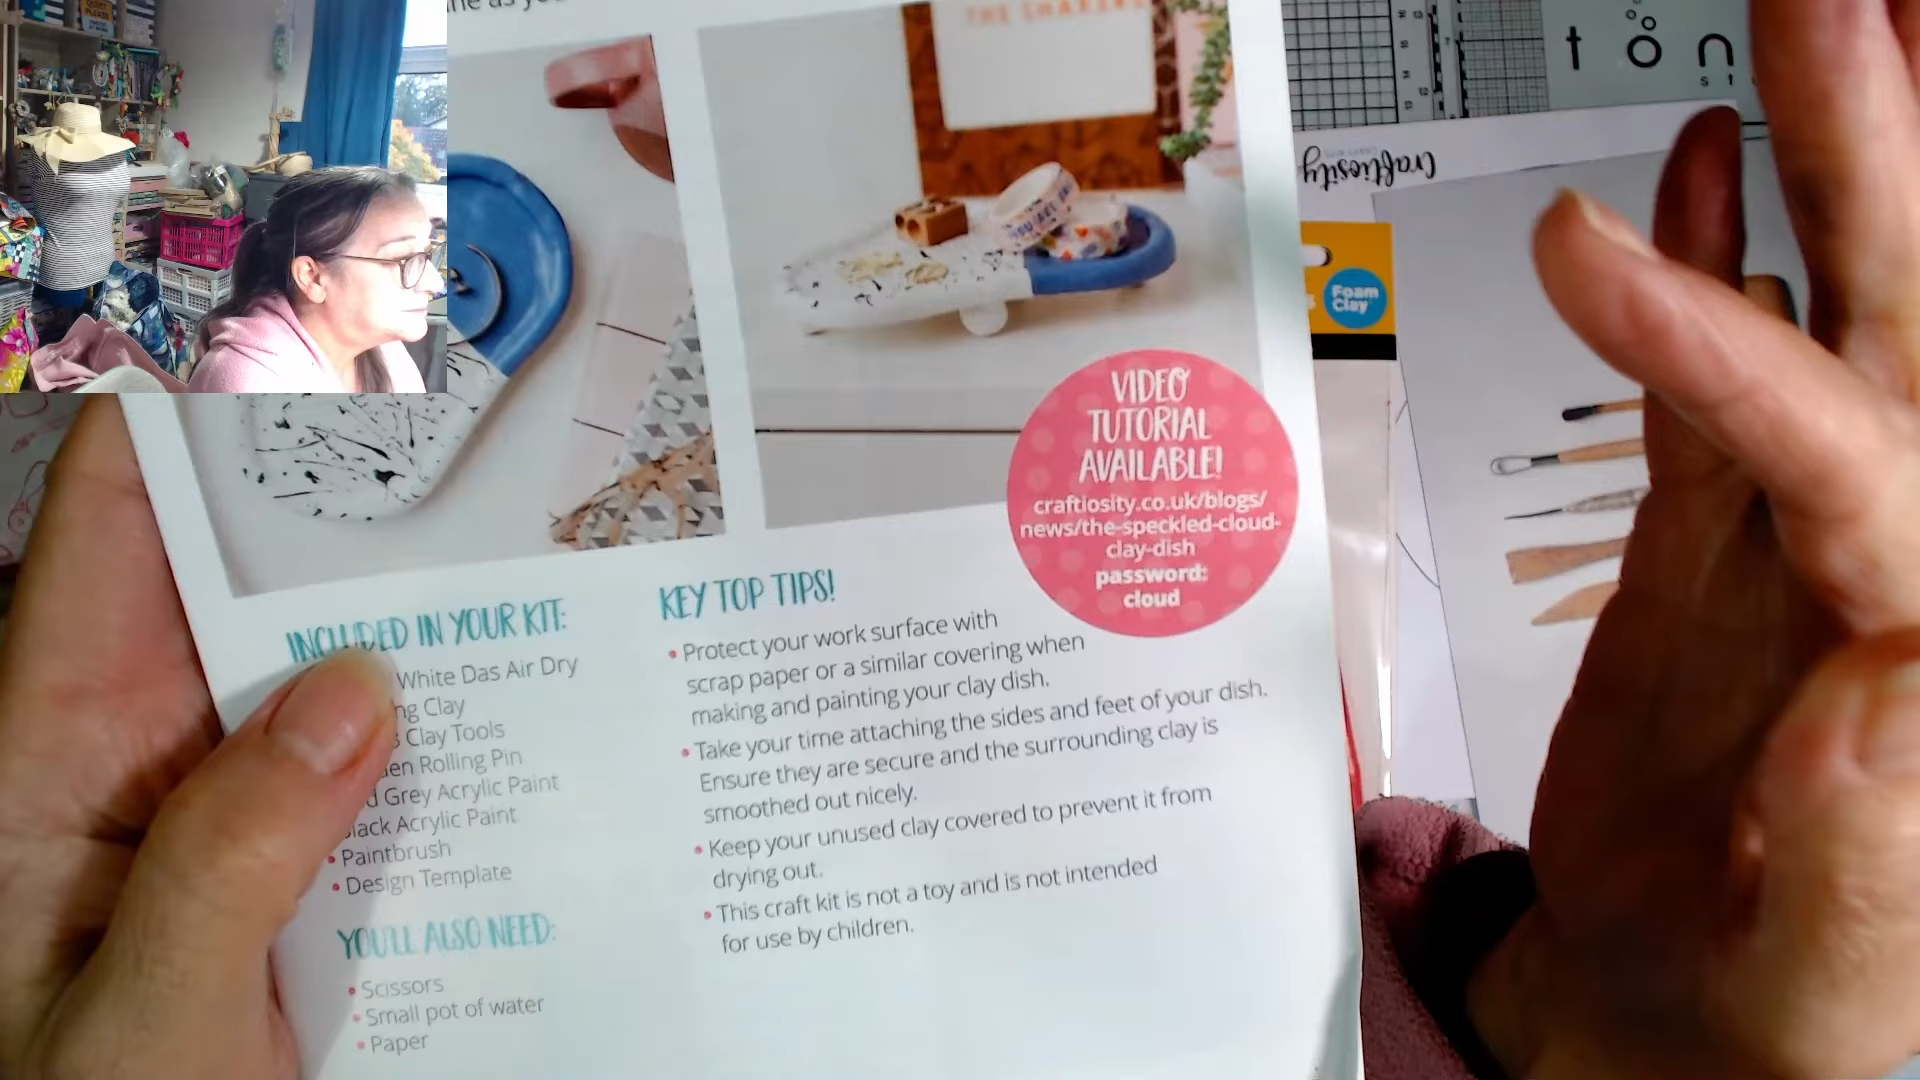 THE SHAKERS
tôn
Craftiosity
Foam
Clay
VIDEO
TUTORIAL
AVAILABLE!
craftiosity.co.uk/blogs/
news/the-speckled-cloud-
clay-dish
password:
cloud
INCLUDED IN YOUR KIT:
White Das Air Dry
Clay
Clay Tools
Rolling Pin
Grey Acrylic Paint
Black Acrylic Paint
• Paintbrush
• Design Template
YOU'LL ALSO NEED:
• Scissors
• Small pot of water
• Paper
KEY TOP TIPS!
• Protect your work surface with
scrap paper or a similar covering when
making and painting your clay dish.
• Take your time attaching the sides and feet of your dish.
Ensure they are secure and the surrounding clay is
smoothed out nicely.
• Keep your unused clay covered to prevent it from
drying out.
• This craft kit is not a toy and is not intended
for use by children.